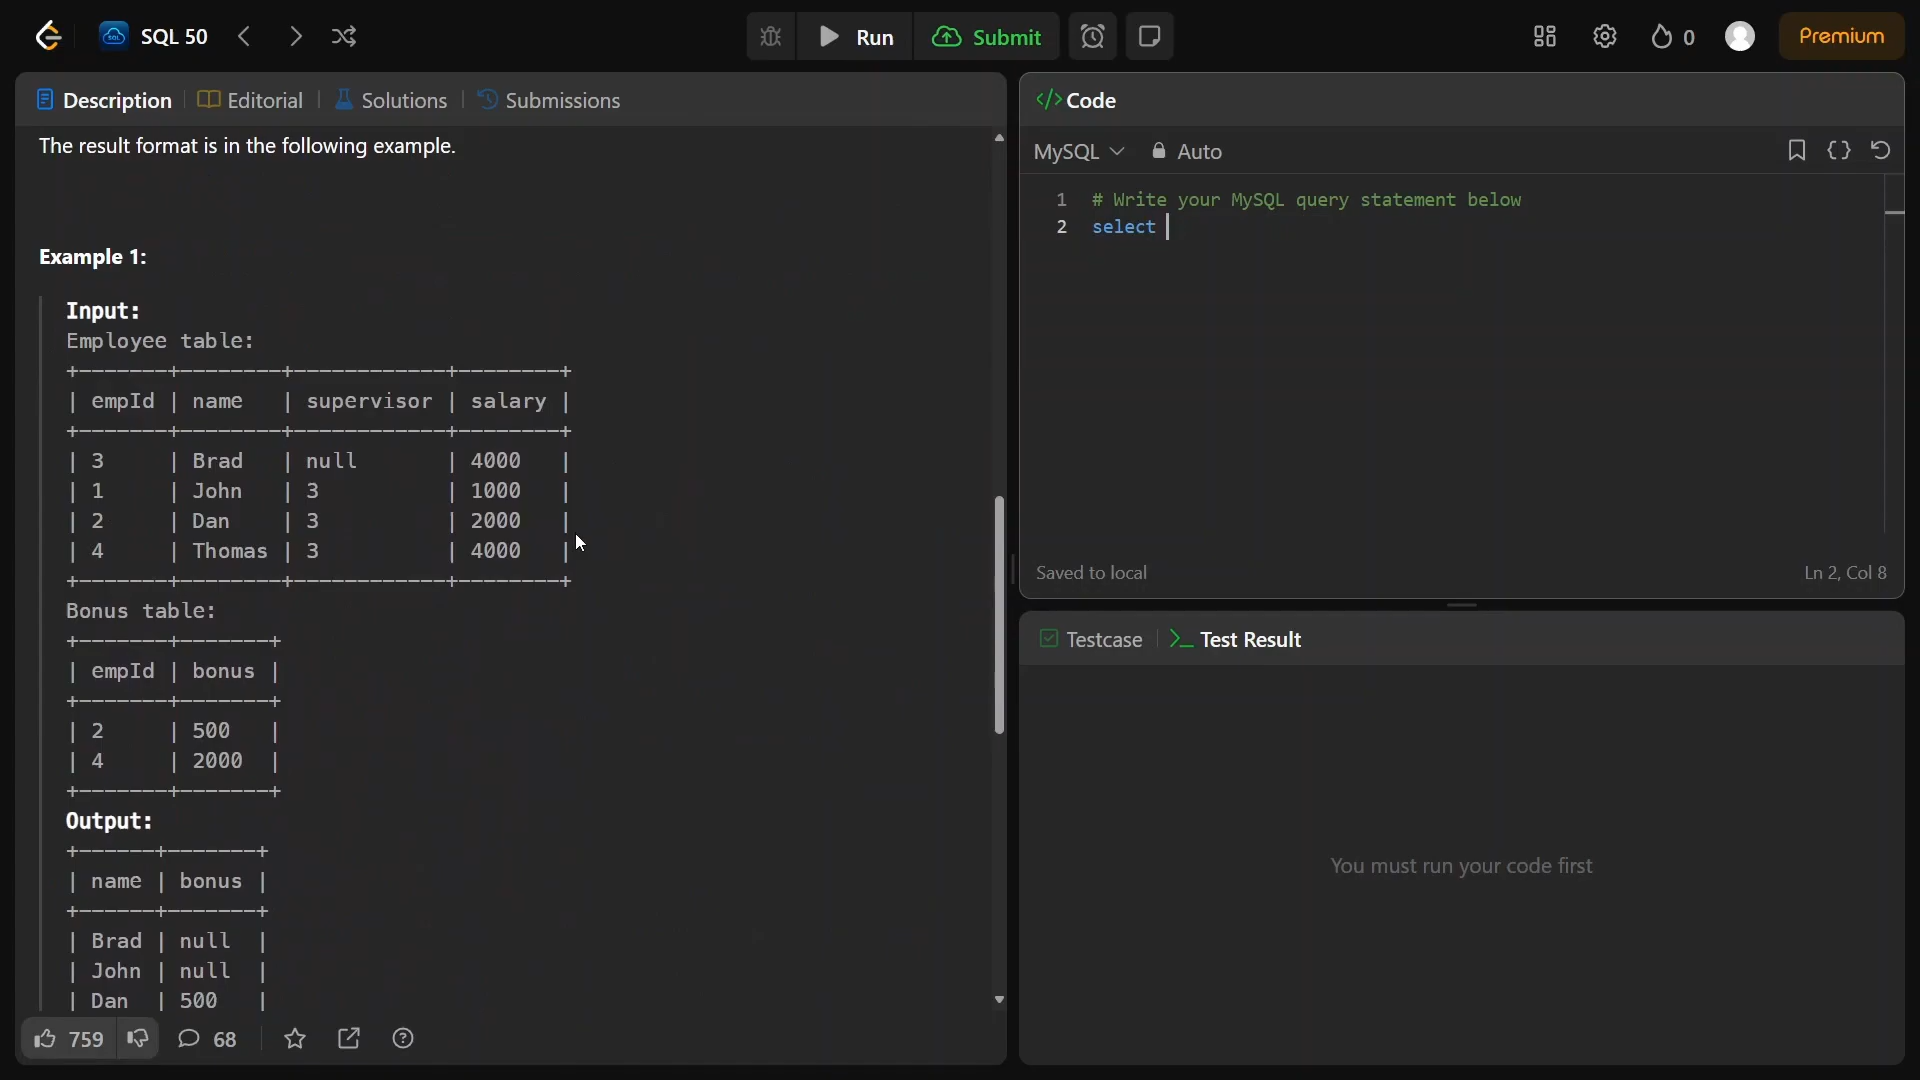 SQL 50
Run
Submit
0
Premium
Description
Editorial
Solutions
Submissions
The result format is in the following example.
Example 1:
Input:
Employee table:
+-------+--------+------------+--------+
| empId | name   | supervisor | salary |
+-------+--------+------------+--------+
| 3     | Brad   | null       | 4000   |
| 1     | John   | 3          | 1000   |
| 2     | Dan    | 3          | 2000   |
| 4     | Thomas | 3          | 4000   |
+-------+--------+------------+--------+
Bonus table:
+-------+-------+
| empId | bonus |
+-------+-------+
| 2     | 500   |
| 4     | 2000  |
+-------+-------+
Output:
+------+-------+
| name | bonus |
+------+-------+
| Brad | null  |
| John | null  |
| Dan  | 500   |
759
68
</> Code
MySQL
Auto
1 # Write your MySQL query statement below
2 select
Saved to local
Ln 2, Col 8
Testcase
>_ Test Result
You must run your code first